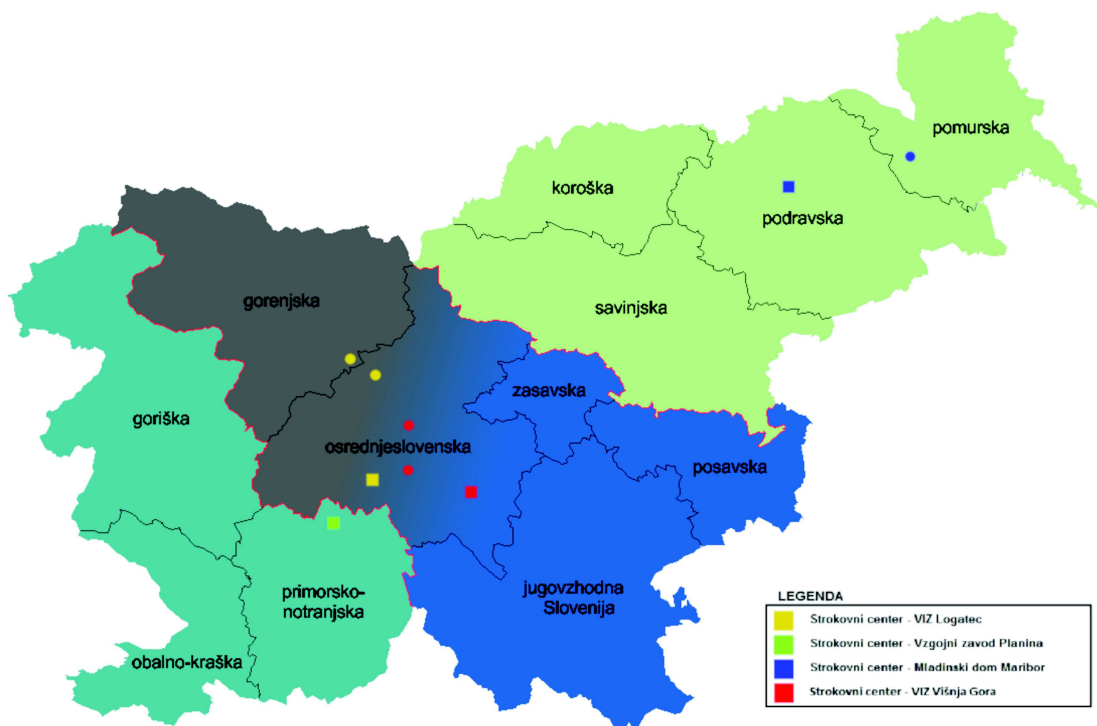 pomurska
koroška
podravska
gorenjska
savinjska
zasavska
goriška
osrednjeslovenska
posavska
primorsko-
notranjska
jugovzhodna
Slovenija
obalno-kraška
LEGENDA
Strokovni center - VIZ Logatec
Strokovni center - Vzgojni zavod Planina
Strokovni center - Mladinski dom Maribor
Strokovni center - VIZ Višnja Gora